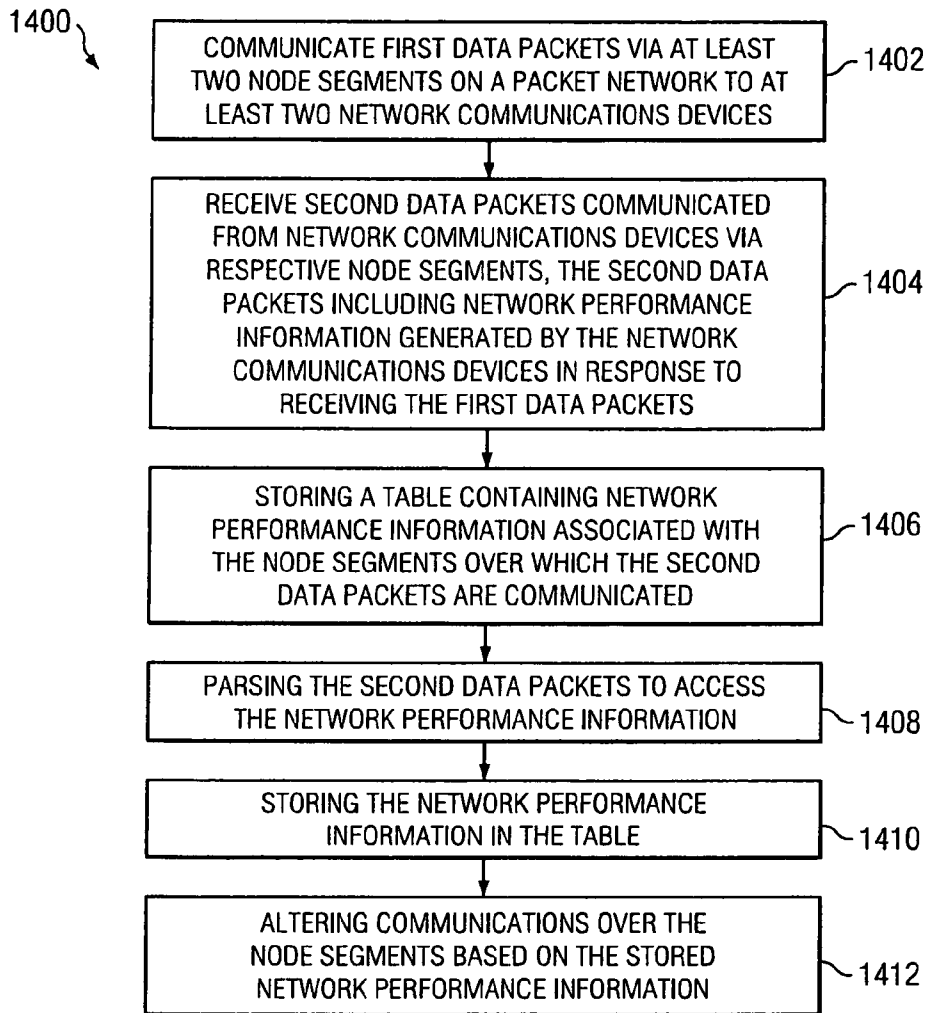 1400
COMMUNICATE FIRST DATA PACKETS VIA AT LEAST
TWO NODE SEGMENTS ON A PACKET NETWORK TO AT
LEAST TWO NETWORK COMMUNICATIONS DEVICES
1402
RECEIVE SECOND DATA PACKETS COMMUNICATED
FROM NETWORK COMMUNICATIONS DEVICES VIA
RESPECTIVE NODE SEGMENTS, THE SECOND DATA
PACKETS INCLUDING NETWORK PERFORMANCE
INFORMATION GENERATED BY THE NETWORK
COMMUNICATIONS DEVICES IN RESPONSE TO
RECEIVING THE FIRST DATA PACKETS
1404
STORING A TABLE CONTAINING NETWORK
PERFORMANCE INFORMATION ASSOCIATED WITH
THE NODE SEGMENTS OVER WHICH THE SECOND
DATA PACKETS ARE COMMUNICATED
1406
PARSING THE SECOND DATA PACKETS TO ACCESS
THE NETWORK PERFORMANCE INFORMATION
1408
STORING THE NETWORK PERFORMANCE
INFORMATION IN THE TABLE
1410
ALTERING COMMUNICATIONS OVER THE
NODE SEGMENTS BASED ON THE STORED
NETWORK PERFORMANCE INFORMATION
1412